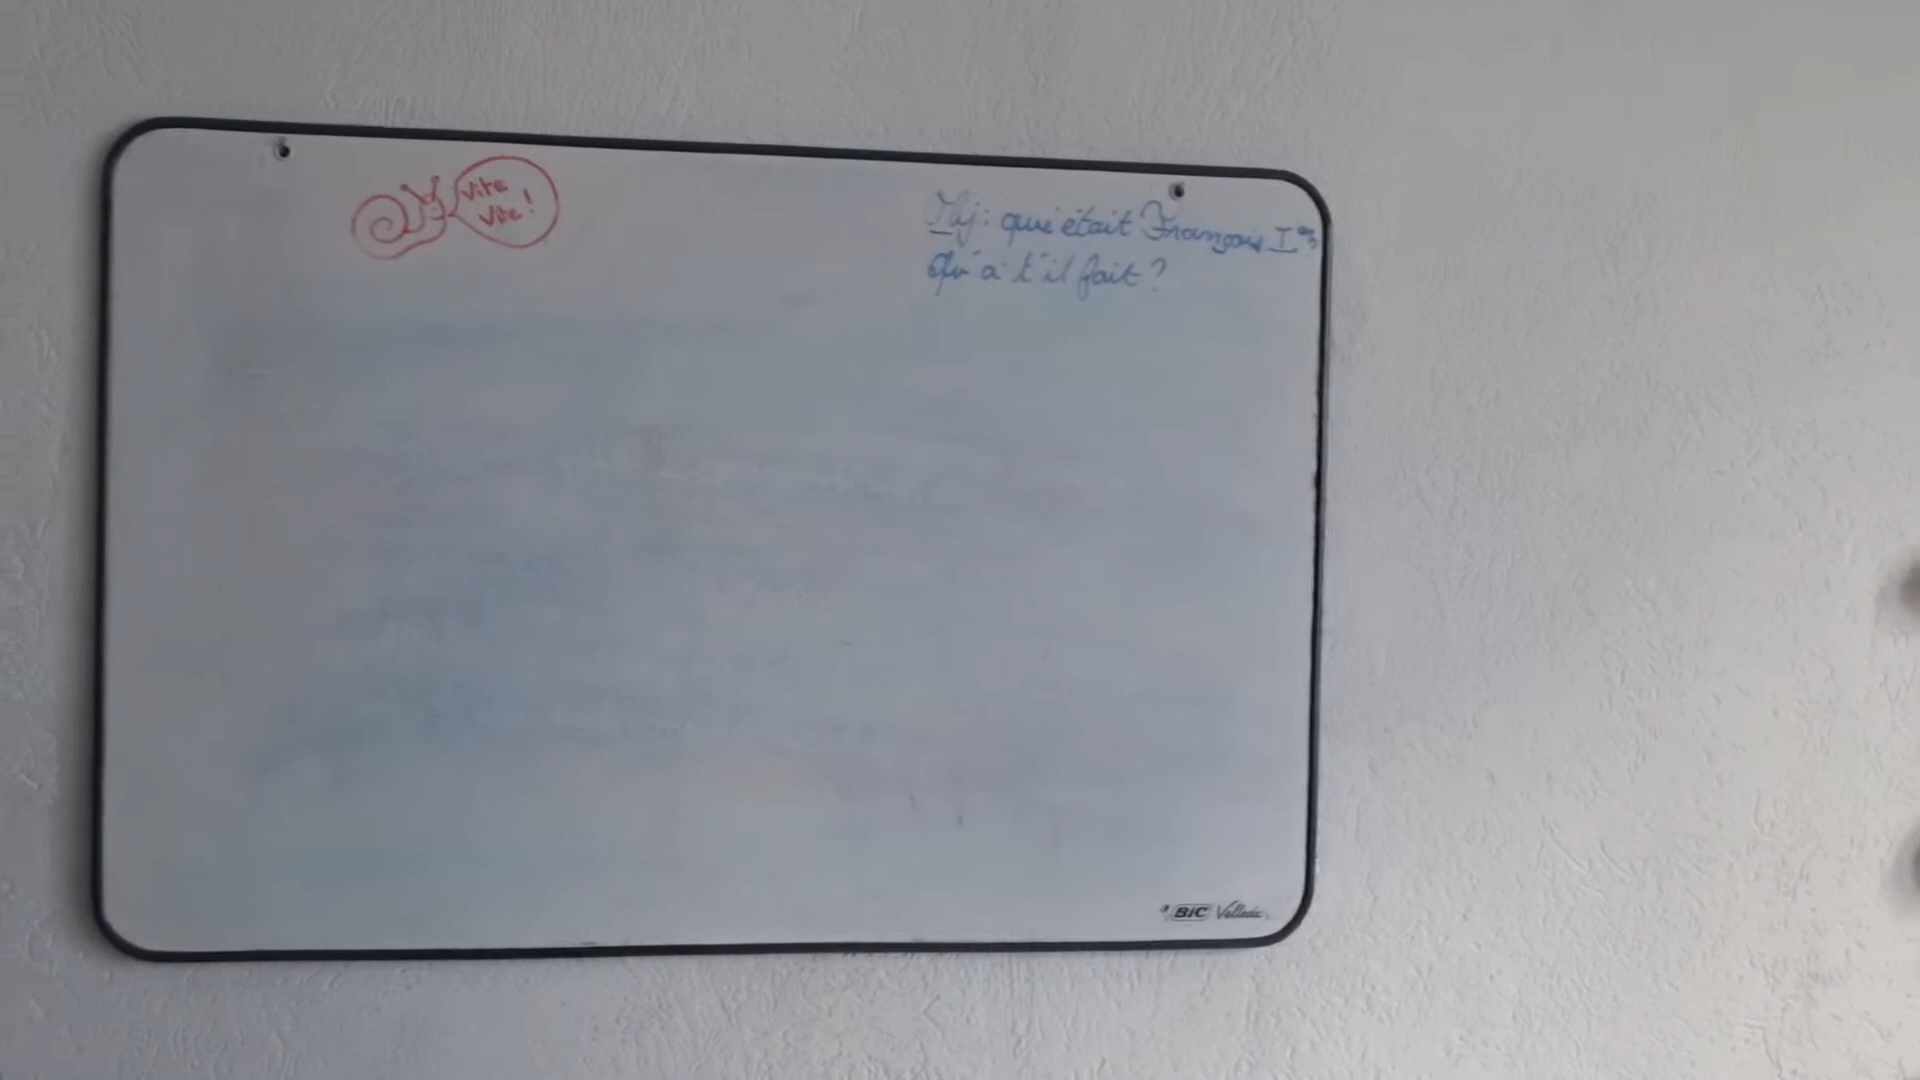 Vite
Vite!
Obj: qui était François Ier
Qu'a t'il fait?
BIC Velleda